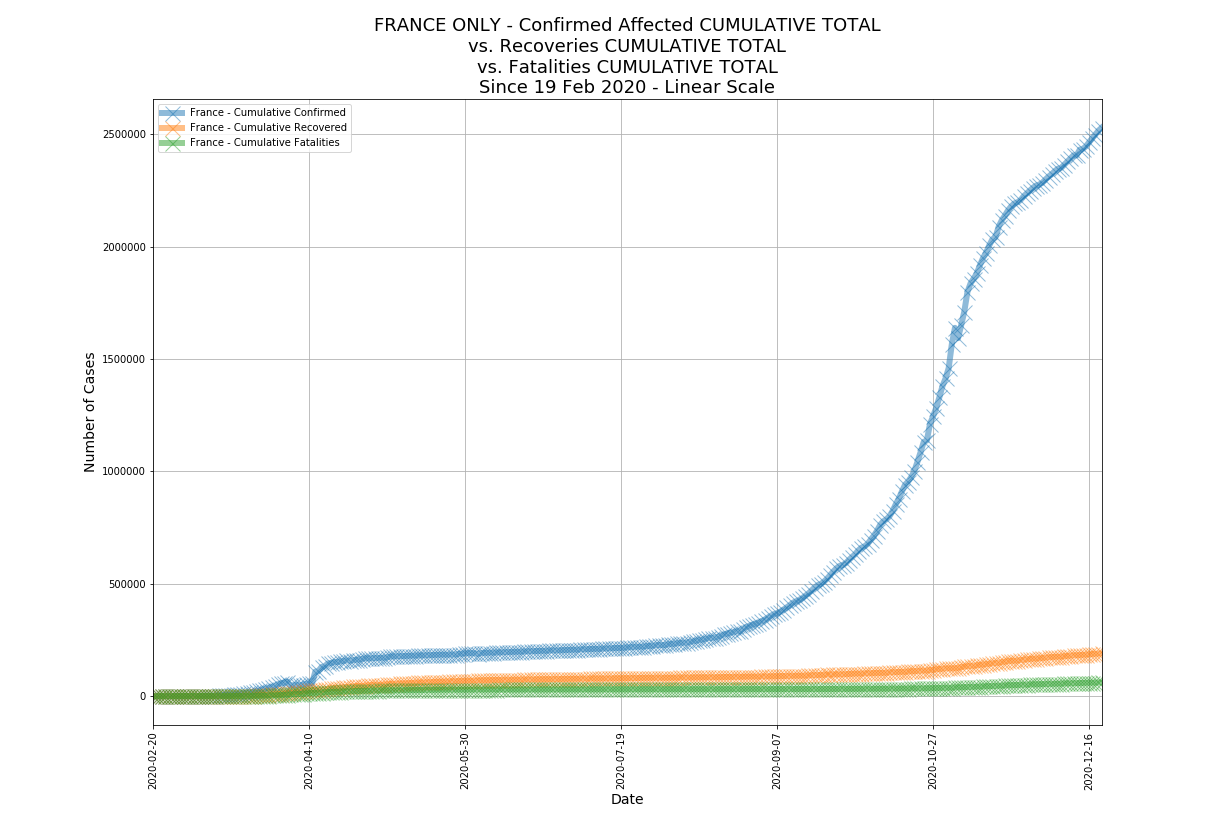 FRANCE ONLY - Confirmed Affected CUMULATIVE TOTAL
vs. Recoveries CUMULATIVE TOTAL
vs. Fatalities CUMULATIVE TOTAL
Since 19 Feb 2020 - Linear Scale
France - Cumulative Confirmed
France - Cumulative Recovered
France - Cumulative Fatalities
Number of Cases
2500000
2000000
1500000
1000000
500000
0
2020-02-20
2020-04-10
2020-05-30
2020-07-19
2020-09-07
2020-10-27
2020-12-16
Date